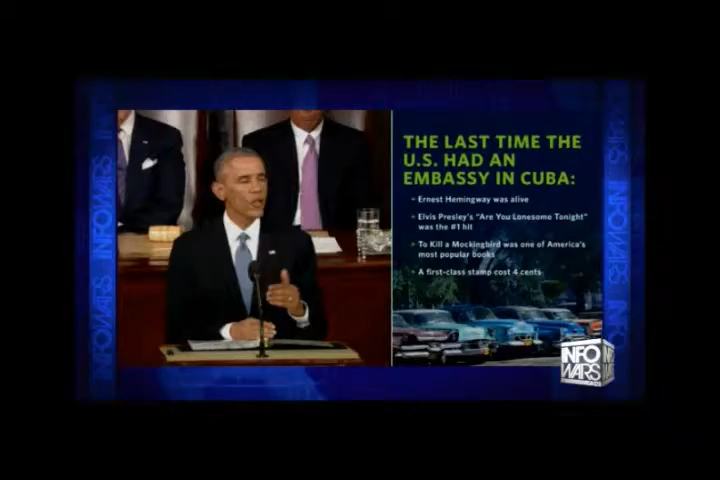 THE LAST TIME THE
U.S. HAD AN
EMBASSY IN CUBA:
Ernest Hemingway was alive
Elvis Presley's "Are You Lonesome Tonight"
was the #1 hit
To Kill a Mockingbird was one of America's
most popular books
A first-class stamp cost 4 cents
INFOWARS
INFOWARS
INFO
WARS